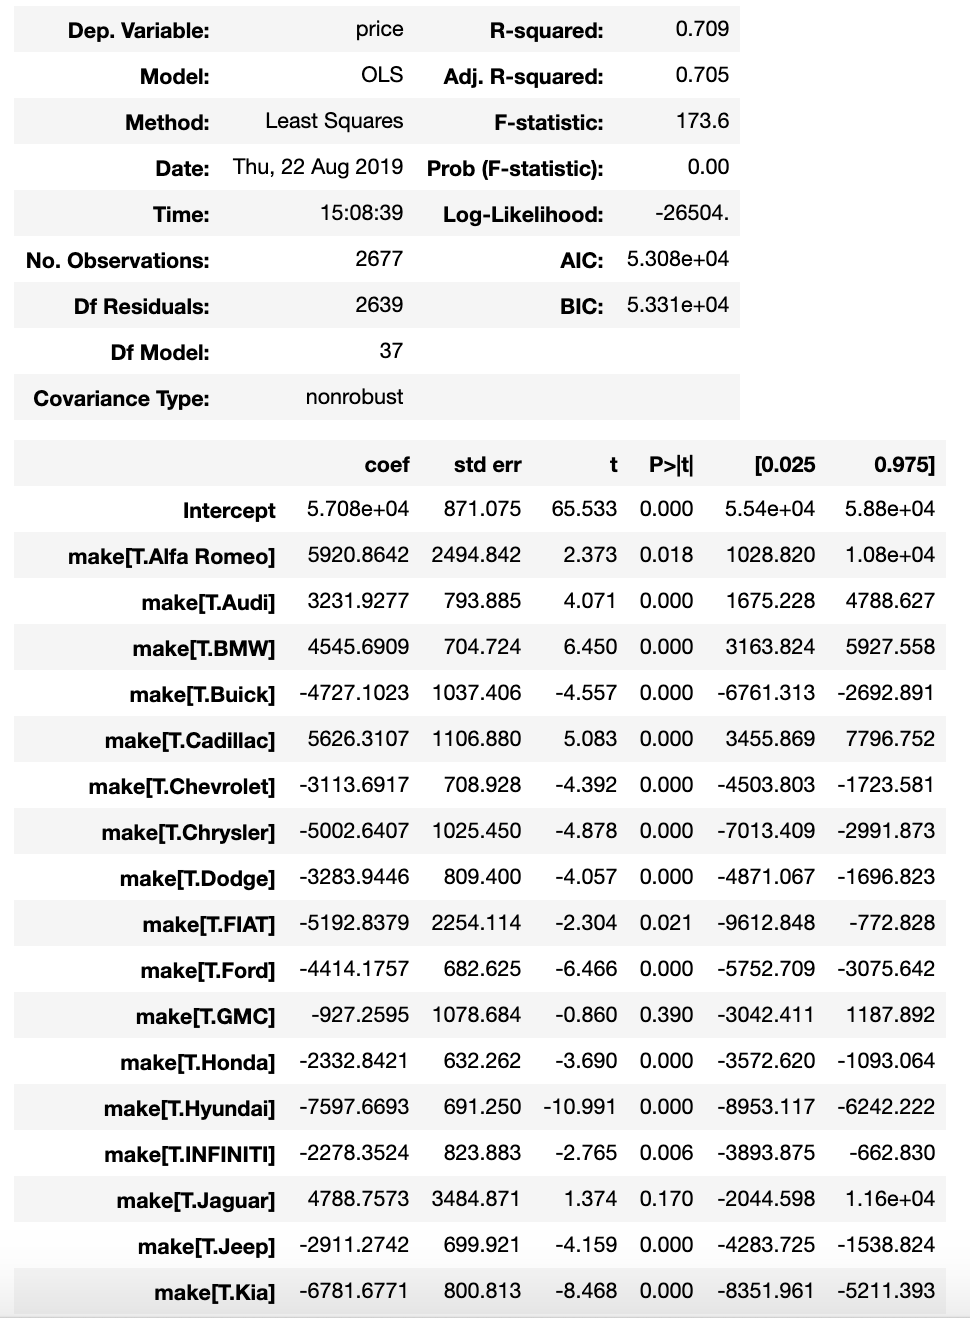 Dep. Variable: price R-squared: 0.709
Model: OLS Adj. R-squared: 0.705
Method: Least Squares F-statistic: 173.6
Date: Thu, 22 Aug 2019 Prob (F-statistic): 0.00
Time: 15:08:39 Log-Likelihood: -26504.
No. Observations: 2677 AIC: 5.308e+04
Df Residuals: 2639 BIC: 5.331e+04
Df Model: 37
Covariance Type: nonrobust
coef std err t P>|t| [0.025 0.975]
Intercept 5.708e+04 871.075 65.533 0.000 5.54e+04 5.88e+04
make[T.Alfa Romeo] 5920.8642 2494.842 2.373 0.018 1028.820 1.08e+04
make[T.Audi] 3231.9277 793.885 4.071 0.000 1675.228 4788.627
make[T.BMW] 4545.6909 704.724 6.450 0.000 3163.824 5927.558
make[T.Buick] -4727.1023 1037.406 -4.557 0.000 -6761.313 -2692.891
make[T.Cadillac] 5626.3107 1106.880 5.083 0.000 3455.869 7796.752
make[T.Chevrolet] -3113.6917 708.928 -4.392 0.000 -4503.803 -1723.581
make[T.Chrysler] -5002.6407 1025.450 -4.878 0.000 -7013.409 -2991.873
make[T.Dodge] -3283.9446 809.400 -4.057 0.000 -4871.067 -1696.823
make[T.FIAT] -5192.8379 2254.114 -2.304 0.021 -9612.848 -772.828
make[T.Ford] -4414.1757 682.625 -6.466 0.000 -5752.709 -3075.642
make[T.GMC] -927.2595 1078.684 -0.860 0.390 -3042.411 1187.892
make[T.Honda] -2332.8421 632.262 -3.690 0.000 -3572.620 -1093.064
make[T.Hyundai] -7597.6693 691.250 -10.991 0.000 -8953.117 -6242.222
make[T.INFINITI] -2278.3524 823.883 -2.765 0.006 -3893.875 -662.830
make[T.Jaguar] 4788.7573 3484.871 1.374 0.170 -2044.598 1.16e+04
make[T.Jeep] -2911.2742 699.921 -4.159 0.000 -4283.725 -1538.824
make[T.Kia] -6781.6771 800.813 -8.468 0.000 -8351.961 -5211.393